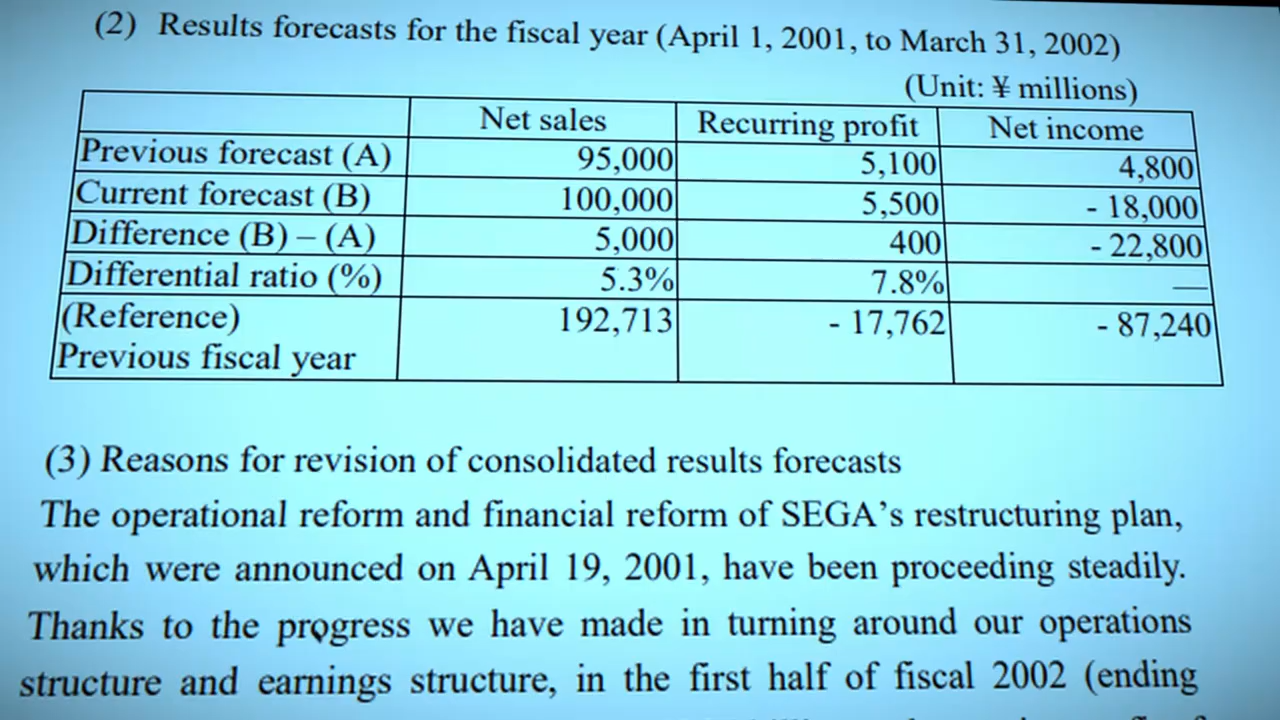 (2) Results forecasts for the fiscal year (April 1, 2001, to March 31, 2002)
(Unit: ¥ millions)
Net sales Recurring profit Net income
Previous forecast (A) 95,000 5,100 4,800
Current forecast (B) 100,000 5,500 - 18,000
Difference (B) – (A) 5,000 400 - 22,800
Differential ratio (%) 5.3% 7.8% —
(Reference) 192,713 - 17,762 - 87,240
Previous fiscal year
(3) Reasons for revision of consolidated results forecasts
The operational reform and financial reform of SEGA's restructuring plan,
which were announced on April 19, 2001, have been proceeding steadily.
Thanks to the progress we have made in turning around our operations
structure and earnings structure, in the first half of fiscal 2002 (ending